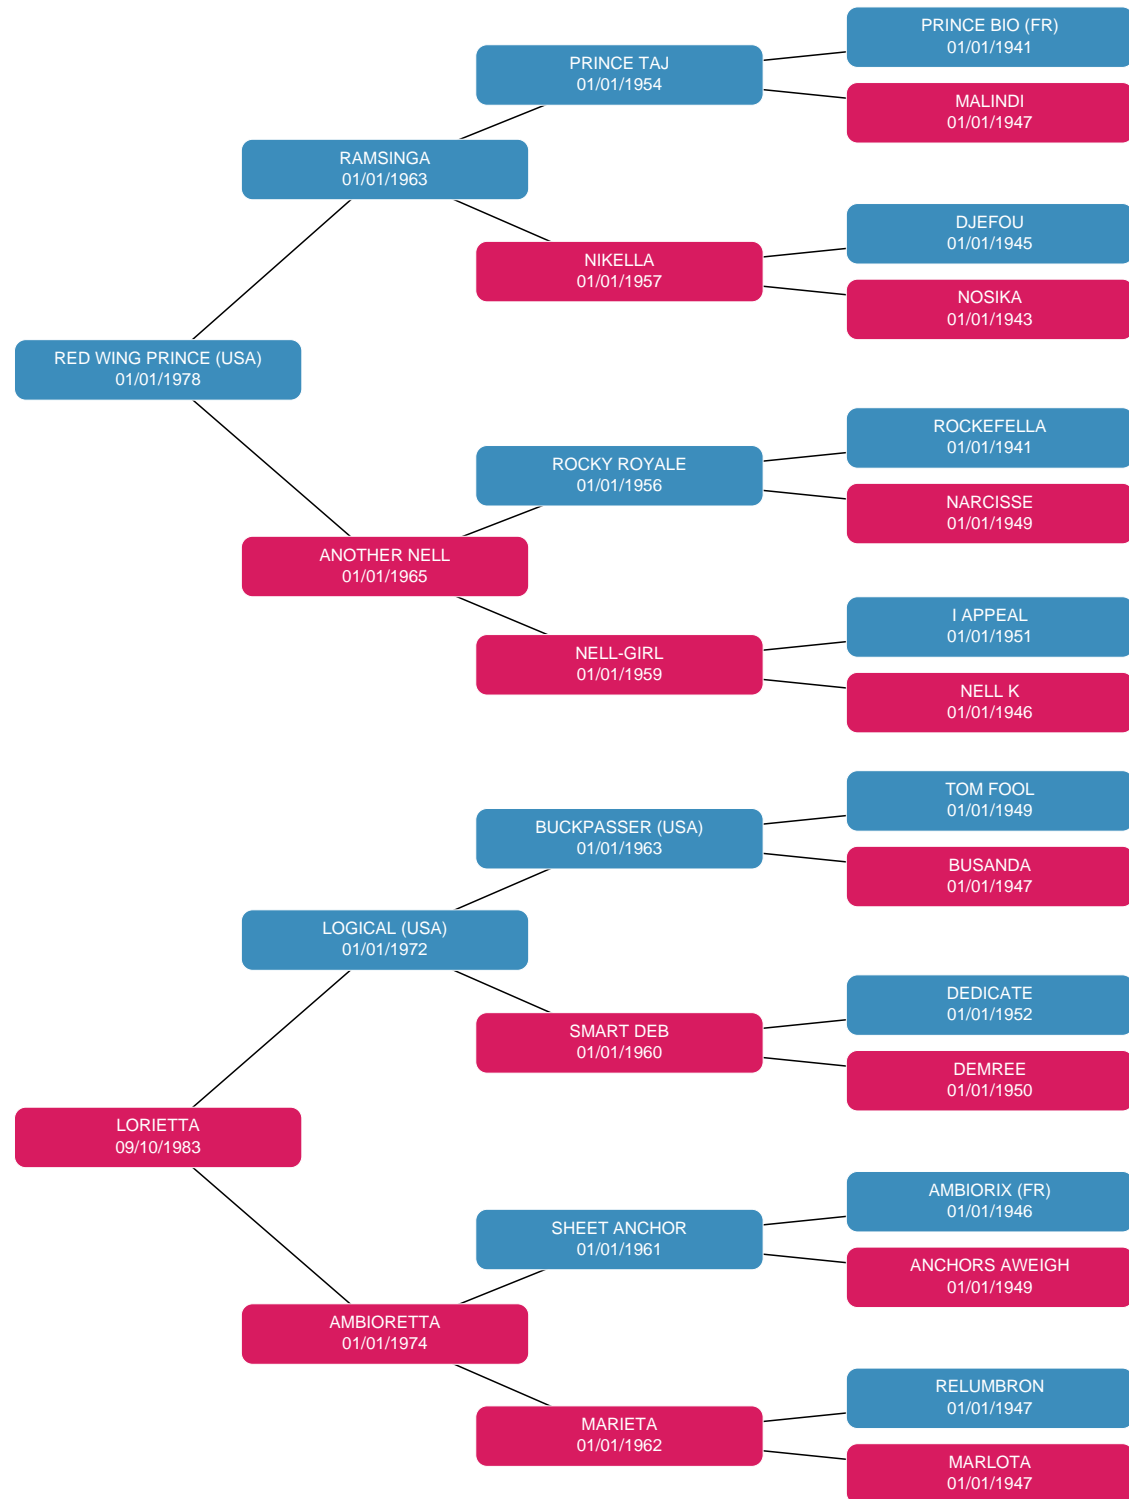 PRINCE BIO (FR)
01/01/1941
PRINCE TAJ
01/01/1954
MALINDI
01/01/1947
RAMSINGA
01/01/1963
DJEFOU
01/01/1945
NIKELLA
01/01/1957
NOSIKA
01/01/1943
RED WING PRINCE (USA)
01/01/1978
ROCKEFELLA
01/01/1941
ROCKY ROYALE
01/01/1956
NARCISSE
01/01/1949
ANOTHER NELL
01/01/1965
I APPEAL
01/01/1951
NELL-GIRL
01/01/1959
NELL K
01/01/1946
TOM FOOL
01/01/1949
BUCKPASSER (USA)
01/01/1963
BUSANDA
01/01/1947
LOGICAL (USA)
01/01/1972
DEDICATE
01/01/1952
SMART DEB
01/01/1960
DEMREE
01/01/1950
LORIETTA
09/10/1983
AMBIORIX (FR)
01/01/1946
SHEET ANCHOR
01/01/1961
ANCHORS AWEIGH
01/01/1949
AMBIORETTA
01/01/1974
RELUMBRON
01/01/1947
MARIETA
01/01/1962
MARLOTA
01/01/1947